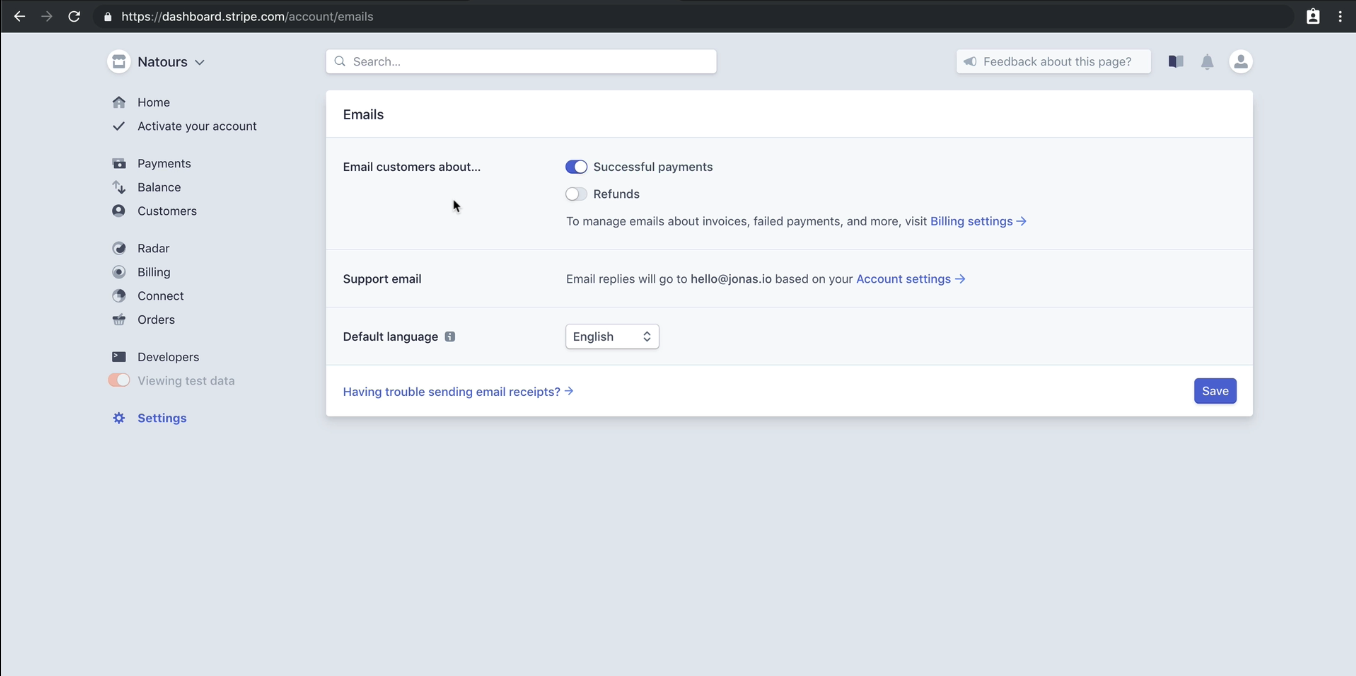 https://dashboard.stripe.com/account/emails
Natours
Search...
Feedback about this page?
Home
Activate your account
Payments
Balance
Customers
Radar
Billing
Connect
Orders
Developers
Viewing test data
Settings
Emails
Email customers about...
Successful payments
Refunds
To manage emails about invoices, failed payments, and more, visit Billing settings →
Support email
Email replies will go to hello@jonas.io based on your Account settings →
Default language
English
Having trouble sending email receipts? →
Save